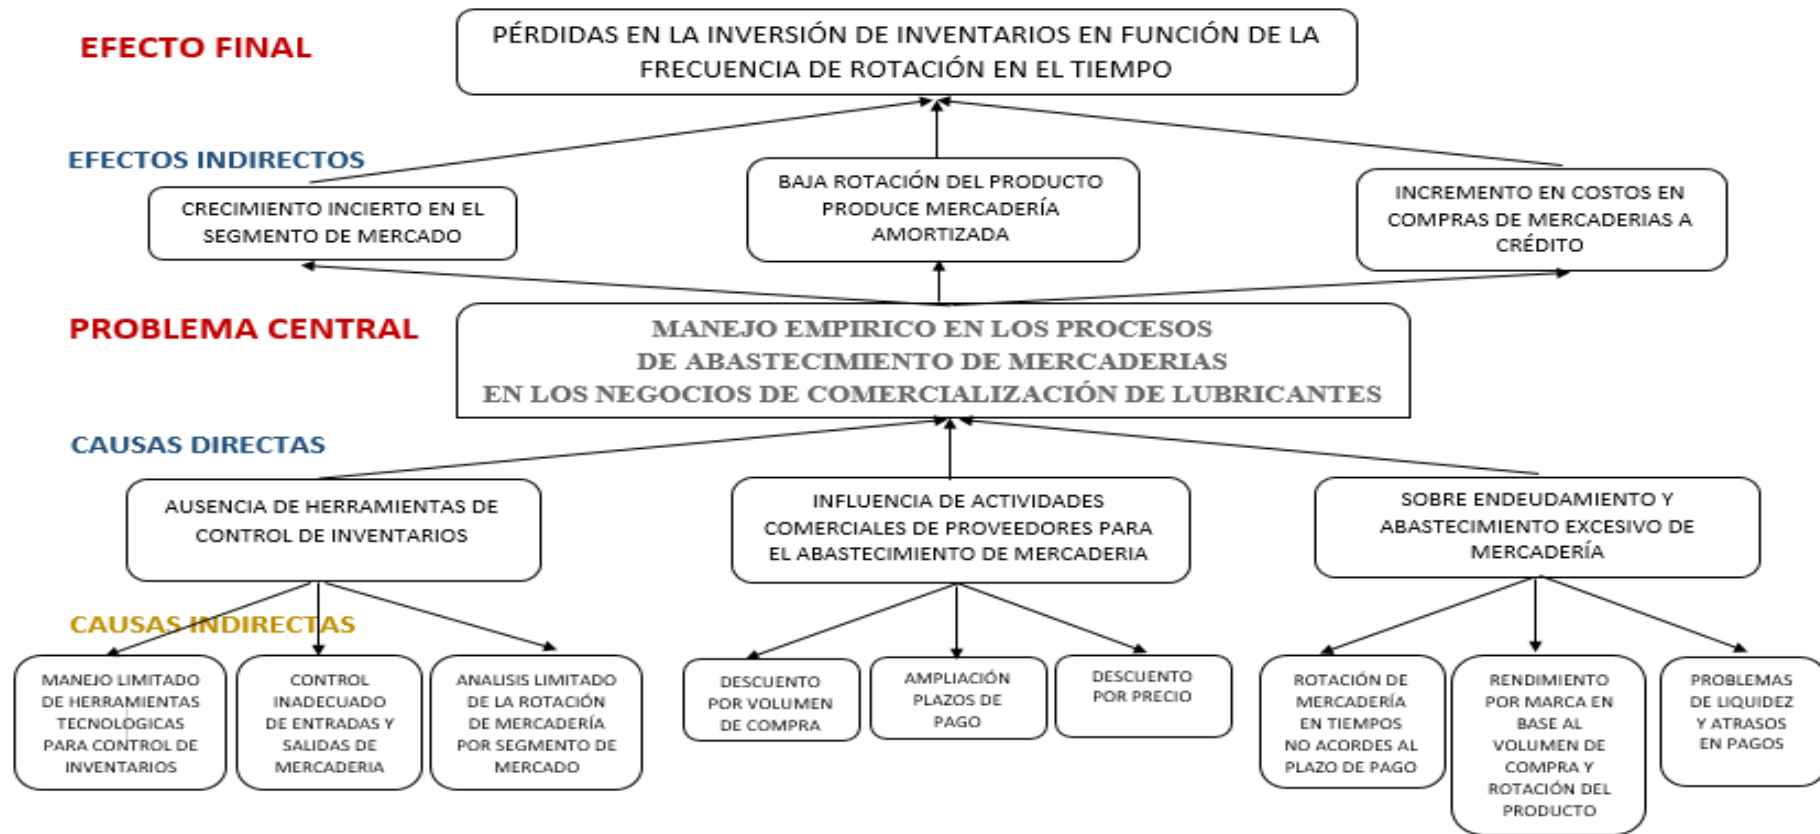 EFECTO FINAL
PÉRDIDAS EN LA INVERSIÓN DE INVENTARIOS EN FUNCIÓN DE LA
FRECUENCIA DE ROTACIÓN EN EL TIEMPO
EFECTOS INDIRECTOS
CRECIMIENTO INCIERTO EN EL
SEGMENTO DE MERCADO
BAJA ROTACIÓN DEL PRODUCTO
PRODUCE MERCADERÍA
AMORTIZADA
INCREMENTO EN COSTOS EN
COMPRAS DE MERCADERIAS A
CRÉDITO
PROBLEMA CENTRAL
MANEJO EMPIRICO EN LOS PROCESOS
DE ABASTECIMIENTO DE MERCADERIAS
EN LOS NEGOCIOS DE COMERCIALIZACIÓN DE LUBRICANTES
CAUSAS DIRECTAS
AUSENCIA DE HERRAMIENTAS DE
CONTROL DE INVENTARIOS
INFLUENCIA DE ACTIVIDADES
COMERCIALES DE PROVEEDORES PARA
EL ABASTECIMIENTO DE MERCADERIA
SOBRE ENDEUDAMIENTO Y
ABASTECIMIENTO EXCESIVO DE
MERCADERÍA
CAUSAS INDIRECTAS
MANEJO LIMITADO
DE HERRAMIENTAS
TECNOLOGICAS
PARA CONTROL DE
INVENTARIOS
CONTROL
INADECUADO
DE ENTRADAS Y
SALIDAS DE
MERCADERIA
ANALISIS LIMITADO
DE LA ROTACIÓN
DE MERCADERÍA
POR SEGMENTO DE
MERCADO
DESCUENTO
POR VOLUMEN
DE COMPRA
AMPLIACIÓN
PLAZOS DE
PAGO
DESCUENTO
POR PRECIO
ROTACIÓN DE
MERCADERÍA
EN TIEMPOS
NO ACORDES AL
PLAZO DE PAGO
RENDIMIENTO
POR MARCA EN
BASE AL
VOLUMEN DE
COMPRA Y
ROTACIÓN DEL
PRODUCTO
PROBLEMAS
DE LIQUIDEZ
Y ATRASOS
EN PAGOS